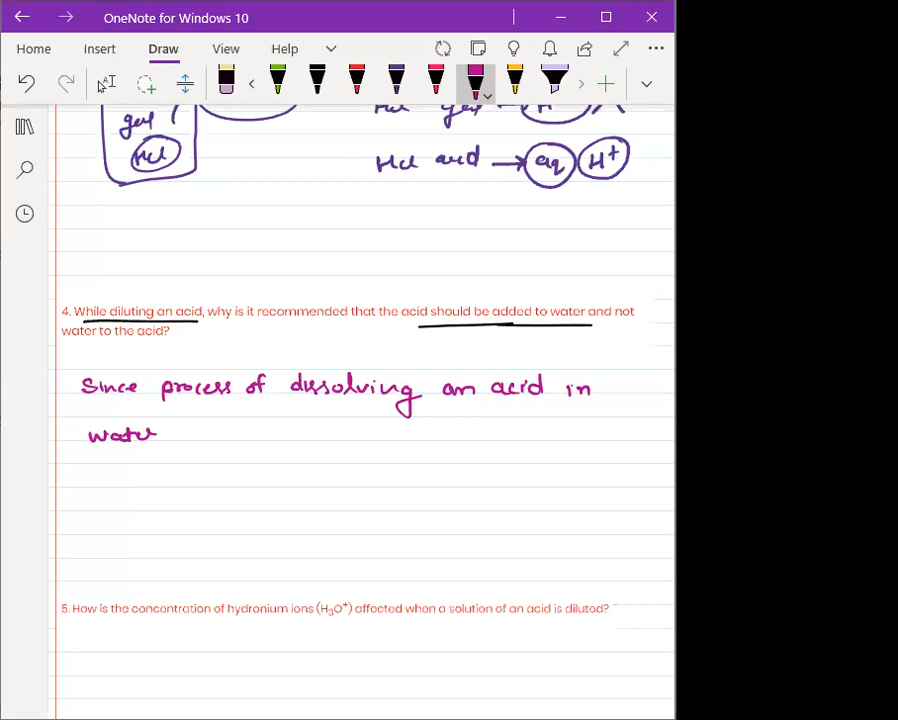 OneNote for Windows 10
Home Insert Draw View Help
gas
HCl
HCl gas → H+
HCl acid → aq H+
4. While diluting an acid, why is it recommended that the acid should be added to water and not
water to the acid?
Since process of dissolving an acid in
water
5. How is the concentration of hydronium ions (H₃O⁺) affected when a solution of an acid is diluted?